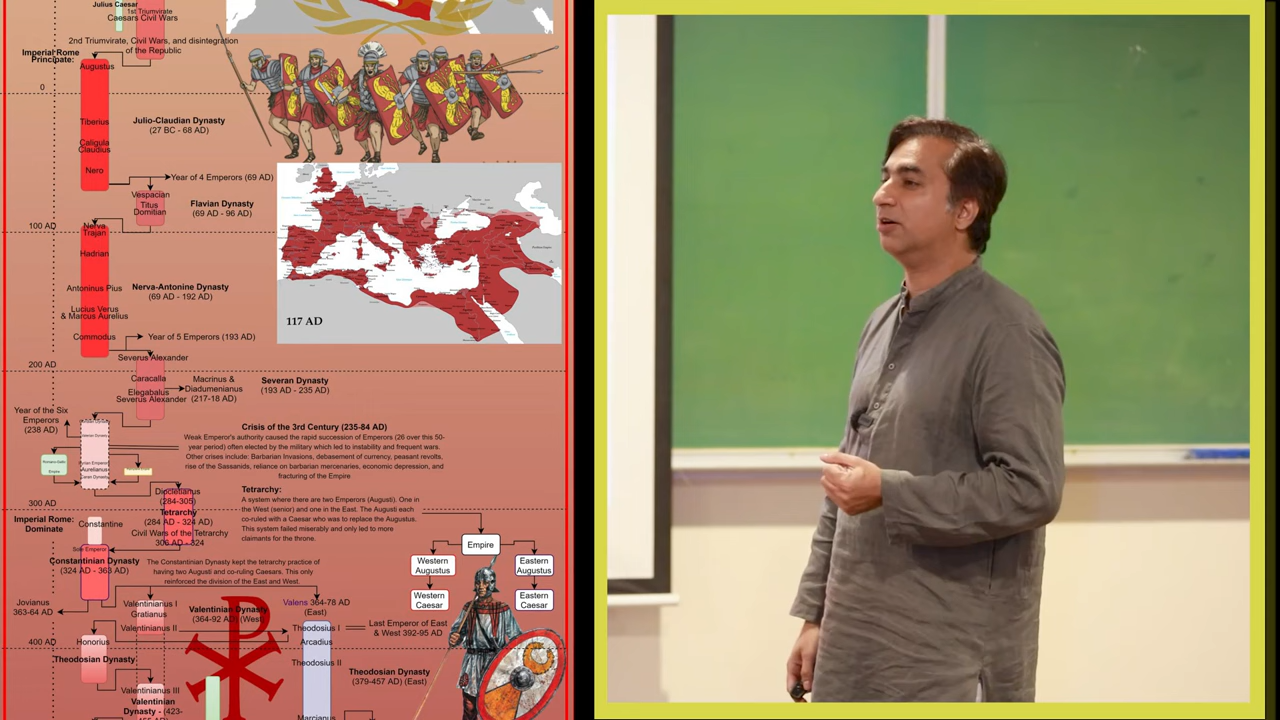 Julius Caesar
1st Triumvirate
Caesars Civil Wars
2nd Triumvirate, Civil Wars, and disintegration
of the Republic
Imperial Rome
Principate:
Augustus
0
Tiberius
Julio-Claudian Dynasty
(27 BC - 68 AD)
Caligula
Claudius
Nero
Year of 4 Emperors (69 AD)
Vespacian
Titus
Domitian
Flavian Dynasty
(69 AD - 96 AD)
100 AD
Nerva
Trajan
Hadrian
Antoninus Pius
Nerva-Antonine Dynasty
(69 AD - 192 AD)
Lucius Verus
& Marcus Aurelius
117 AD
Commodus
Year of 5 Emperors (193 AD)
Severus Alexander
200 AD
Caracalla
Elegabalus
Severus Alexander
Macrinus &
Diadumenianus
(217-18 AD)
Severan Dynasty
(193 AD - 235 AD)
Year of the Six
Emperors
(238 AD)
Crisis of the 3rd Century (235-84 AD)
Weak Emperor's authority caused the rapid succession of Emperors (26 over this 50-
year period) often elected by the military which led to instability and frequent wars.
Other crises include: Barbarian Invasions, debasement of currency, peasant revolts,
rise of the Sassanids, reliance on barbarian mercenaries, economic depression, and
fracturing of the Empire
Romano-Gallic
Empire
Aurelianus
Diocletianus
(284-305)
Tetrarchy
(284 AD - 324 AD)
Civil Wars of the Tetrarchy
306 AD - 324
Tetrarchy:
A system where there are two Emperors (Augusti). One in
the West (senior) and one in the East. The Augusti each
co-ruled with a Caesar who was to replace the Augustus.
This system failed miserably and only led to more
claimants for the throne.
300 AD
Imperial Rome:
Dominate
Constantine
Sole Emperor
Constantinian Dynasty
(324 AD - 363 AD)
The Constantinian Dynasty kept the tetrarchy practice of
having two Augusti and co-ruling Caesars. This only
reinforced the division of the East and West.
Empire
Western
Augustus
Eastern
Augustus
Western
Caesar
Eastern
Caesar
Jovianus
363-64 AD
Valentinianus I
Gratianus
Valentinianus II
Valentinian Dynasty
(364-92 AD) (West)
Valens 364-78 AD
(East)
Theodosius I
Last Emperor of East
& West 392-95 AD
400 AD
Honorius
Arcadius
Theodosian Dynasty
Theodosius II
Theodosian Dynasty
(379-457 AD) (East)
Valentinianus III
Valentinian
Dynasty - (423-
455 AD)
Marcianus